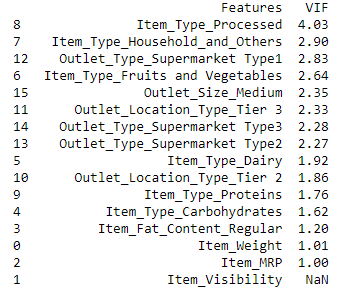 Features VIF
8 Item_Type_Processed 4.03
7 Item_Type_Household_and_Others 2.90
12 Outlet_Type_Supermarket Type1 2.83
6 Item_Type_Fruits and Vegetables 2.64
15 Outlet_Size_Medium 2.35
11 Outlet_Location_Type_Tier 3 2.33
14 Outlet_Type_Supermarket Type3 2.28
13 Outlet_Type_Supermarket Type2 2.27
5 Item_Type_Dairy 1.92
10 Outlet_Location_Type_Tier 2 1.86
9 Item_Type_Proteins 1.76
4 Item_Type_Carbohydrates 1.62
3 Item_Fat_Content_Regular 1.20
0 Item_Weight 1.01
2 Item_MRP 1.00
1 Item_Visibility NaN